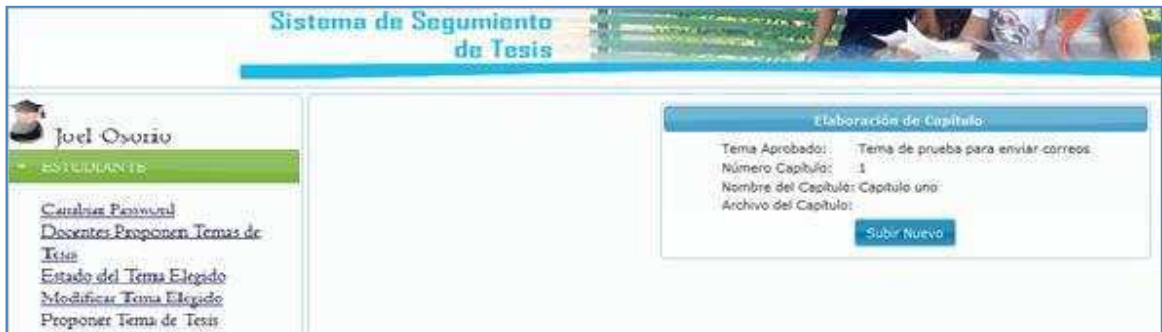 Sistema de Segumiento
de Tesis
Joel Osorio
ESTUDIANTE
Cambiar Password
Docentes Proponen Temas de
Tesis
Estado del Tema Elegido
Modificar Tema Elegido
Proponer Tema de Tesis
Elaboración de Capítulo
Tema Aprobado: Tema de prueba para enviar correos
Número Capítulo: 1
Nombre del Capítulo: Capítulo uno
Archivo del Capítulo:
Subir Nuevo